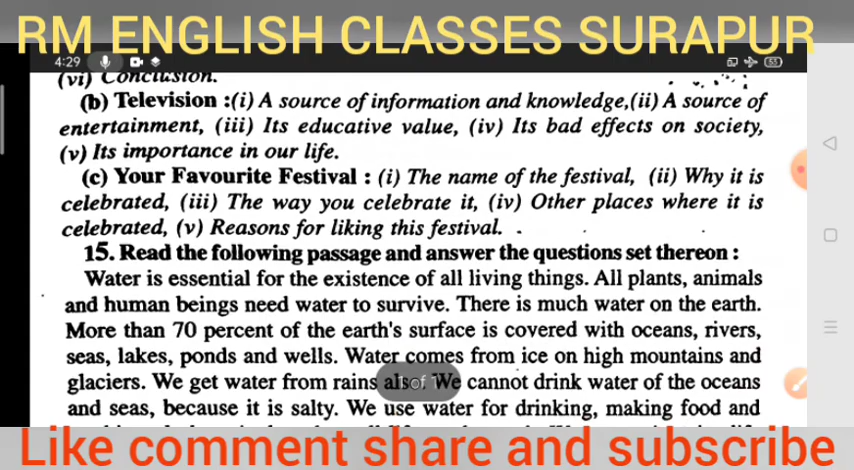 RM ENGLISH CLASSES SURAPUR
4:29
55
(vi) Conclusion.
(b) Television :(i) A source of information and knowledge,(ii) A source of
entertainment, (iii) Its educative value, (iv) Its bad effects on society,
(v) Its importance in our life.
(c) Your Favourite Festival : (i) The name of the festival, (ii) Why it is
celebrated, (iii) The way you celebrate it, (iv) Other places where it is
celebrated, (v) Reasons for liking this festival.
15. Read the following passage and answer the questions set thereon :
Water is essential for the existence of all living things. All plants, animals
and human beings need water to survive. There is much water on the earth.
More than 70 percent of the earth's surface is covered with oceans, rivers,
seas, lakes, ponds and wells. Water comes from ice on high mountains and
glaciers. We get water from rains also. We cannot drink water of the oceans
1 of 1
and seas, because it is salty. We use water for drinking, making food and
Like comment share and subscribe